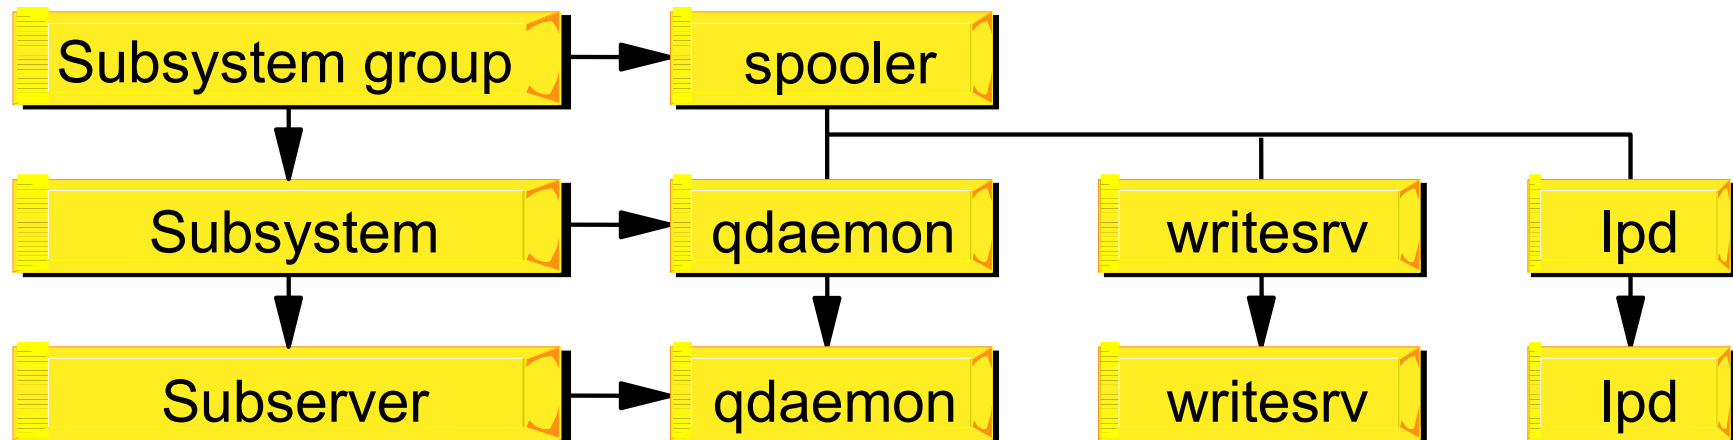 Subsystem group
spooler
Subsystem
qdaemon
writesrv
lpd
Subserver
qdaemon
writesrv
lpd